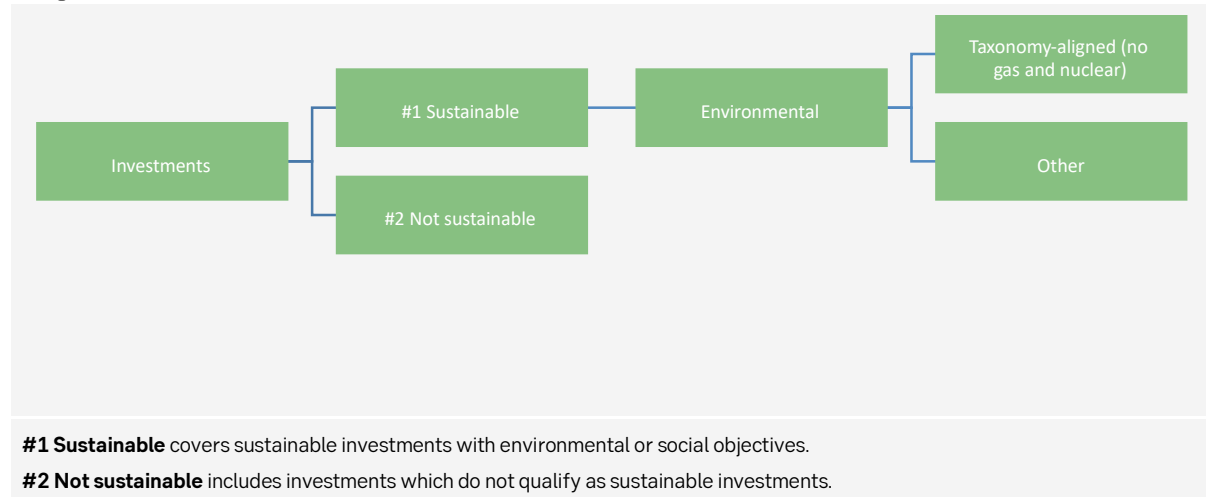 Investments
#1 Sustainable
#2 Not sustainable
Environmental
Taxonomy-aligned (no
gas and nuclear)
Other
#1 Sustainable covers sustainable investments with environmental or social objectives.
#2 Not sustainable includes investments which do not qualify as sustainable investments.